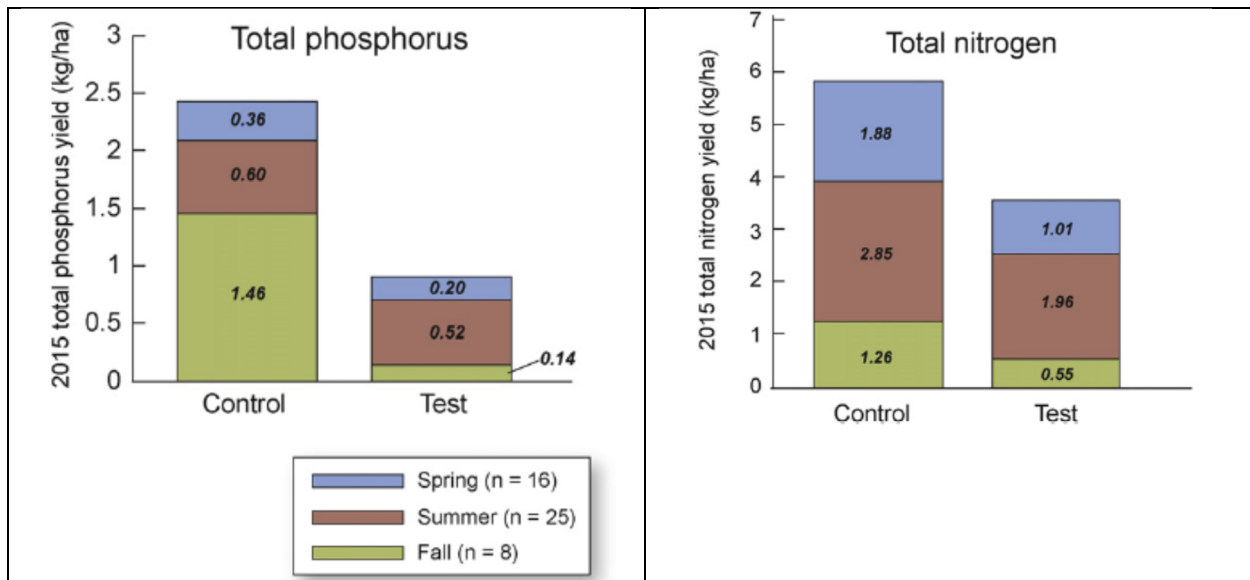 Total phosphorus
2015 total phosphorus yield (kg/ha)
3
2.5
2
1.5
1
0.5
0
0.36
0.60
1.46
0.20
0.52
0.14
Control
Test
Spring (n = 16)
Summer (n = 25)
Fall (n = 8)
Total nitrogen
2015 total nitrogen yield (kg/ha)
7
6
5
4
3
2
1
0
1.88
2.85
1.26
1.01
1.96
0.55
Control
Test